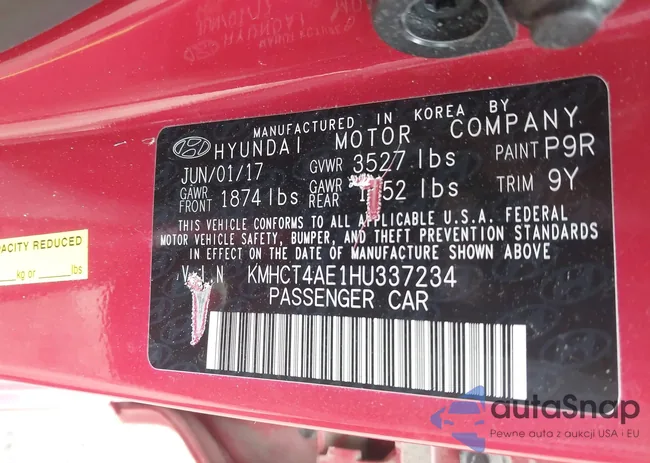 MANUFACTURED IN KOREA BY
HYUNDAI MOTOR COMPANY
JUN/01/17 GVWR 3527 lbs PAINT P9R
GAWR FRONT 1874 lbs GAWR REAR lbs TRIM 9Y
THIS VEHICLE CONFORMS TO ALL APPLICABLE U.S.A. FEDERAL
MOTOR VEHICLE SAFETY, BUMPER, AND THEFT PREVENTION STANDARDS
IN EFFECT ON THE DATE OF MANUFACTURE SHOWN ABOVE
V I N KMHCT4AE1HU337234
PASSENGER CAR
PACITY REDUCED
kg or lbs
autaSnap
Pewne auta z aukcji USA i EU